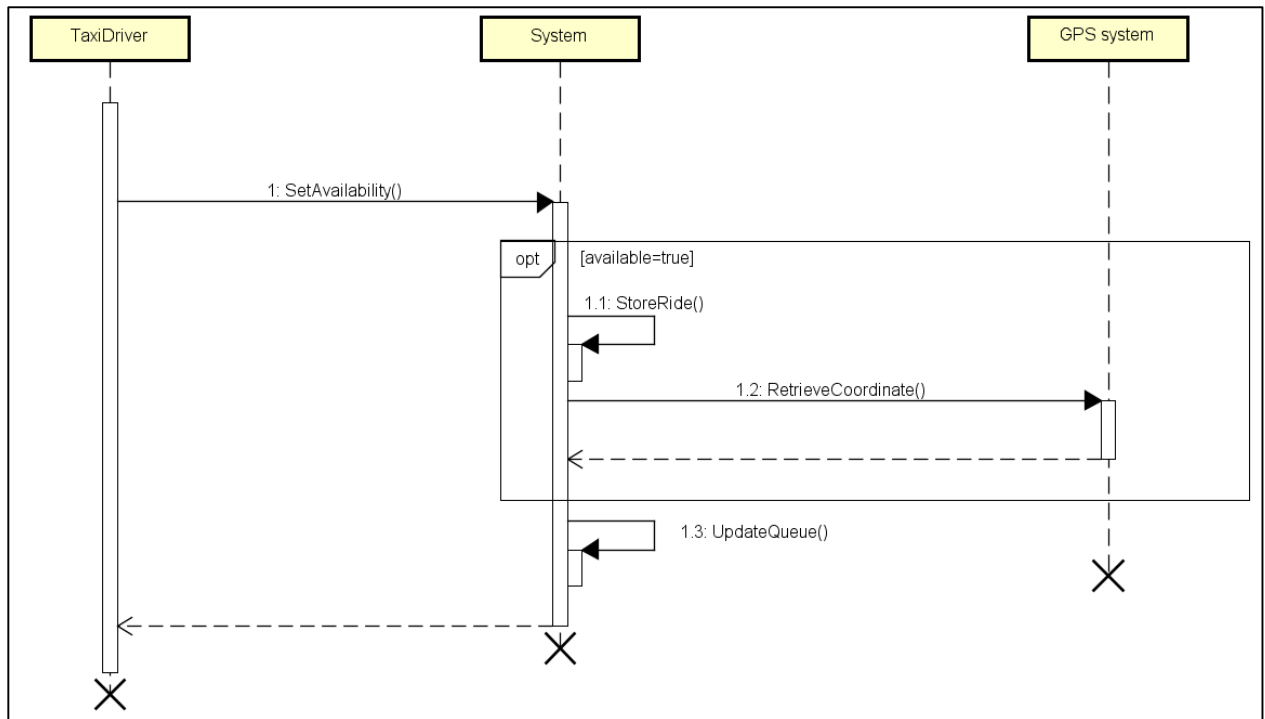 TaxiDriver
System
GPS system
1: SetAvailability()
opt
[available=true]
1.1: StoreRide()
1.2: RetrieveCoordinate()
1.3: UpdateQueue()